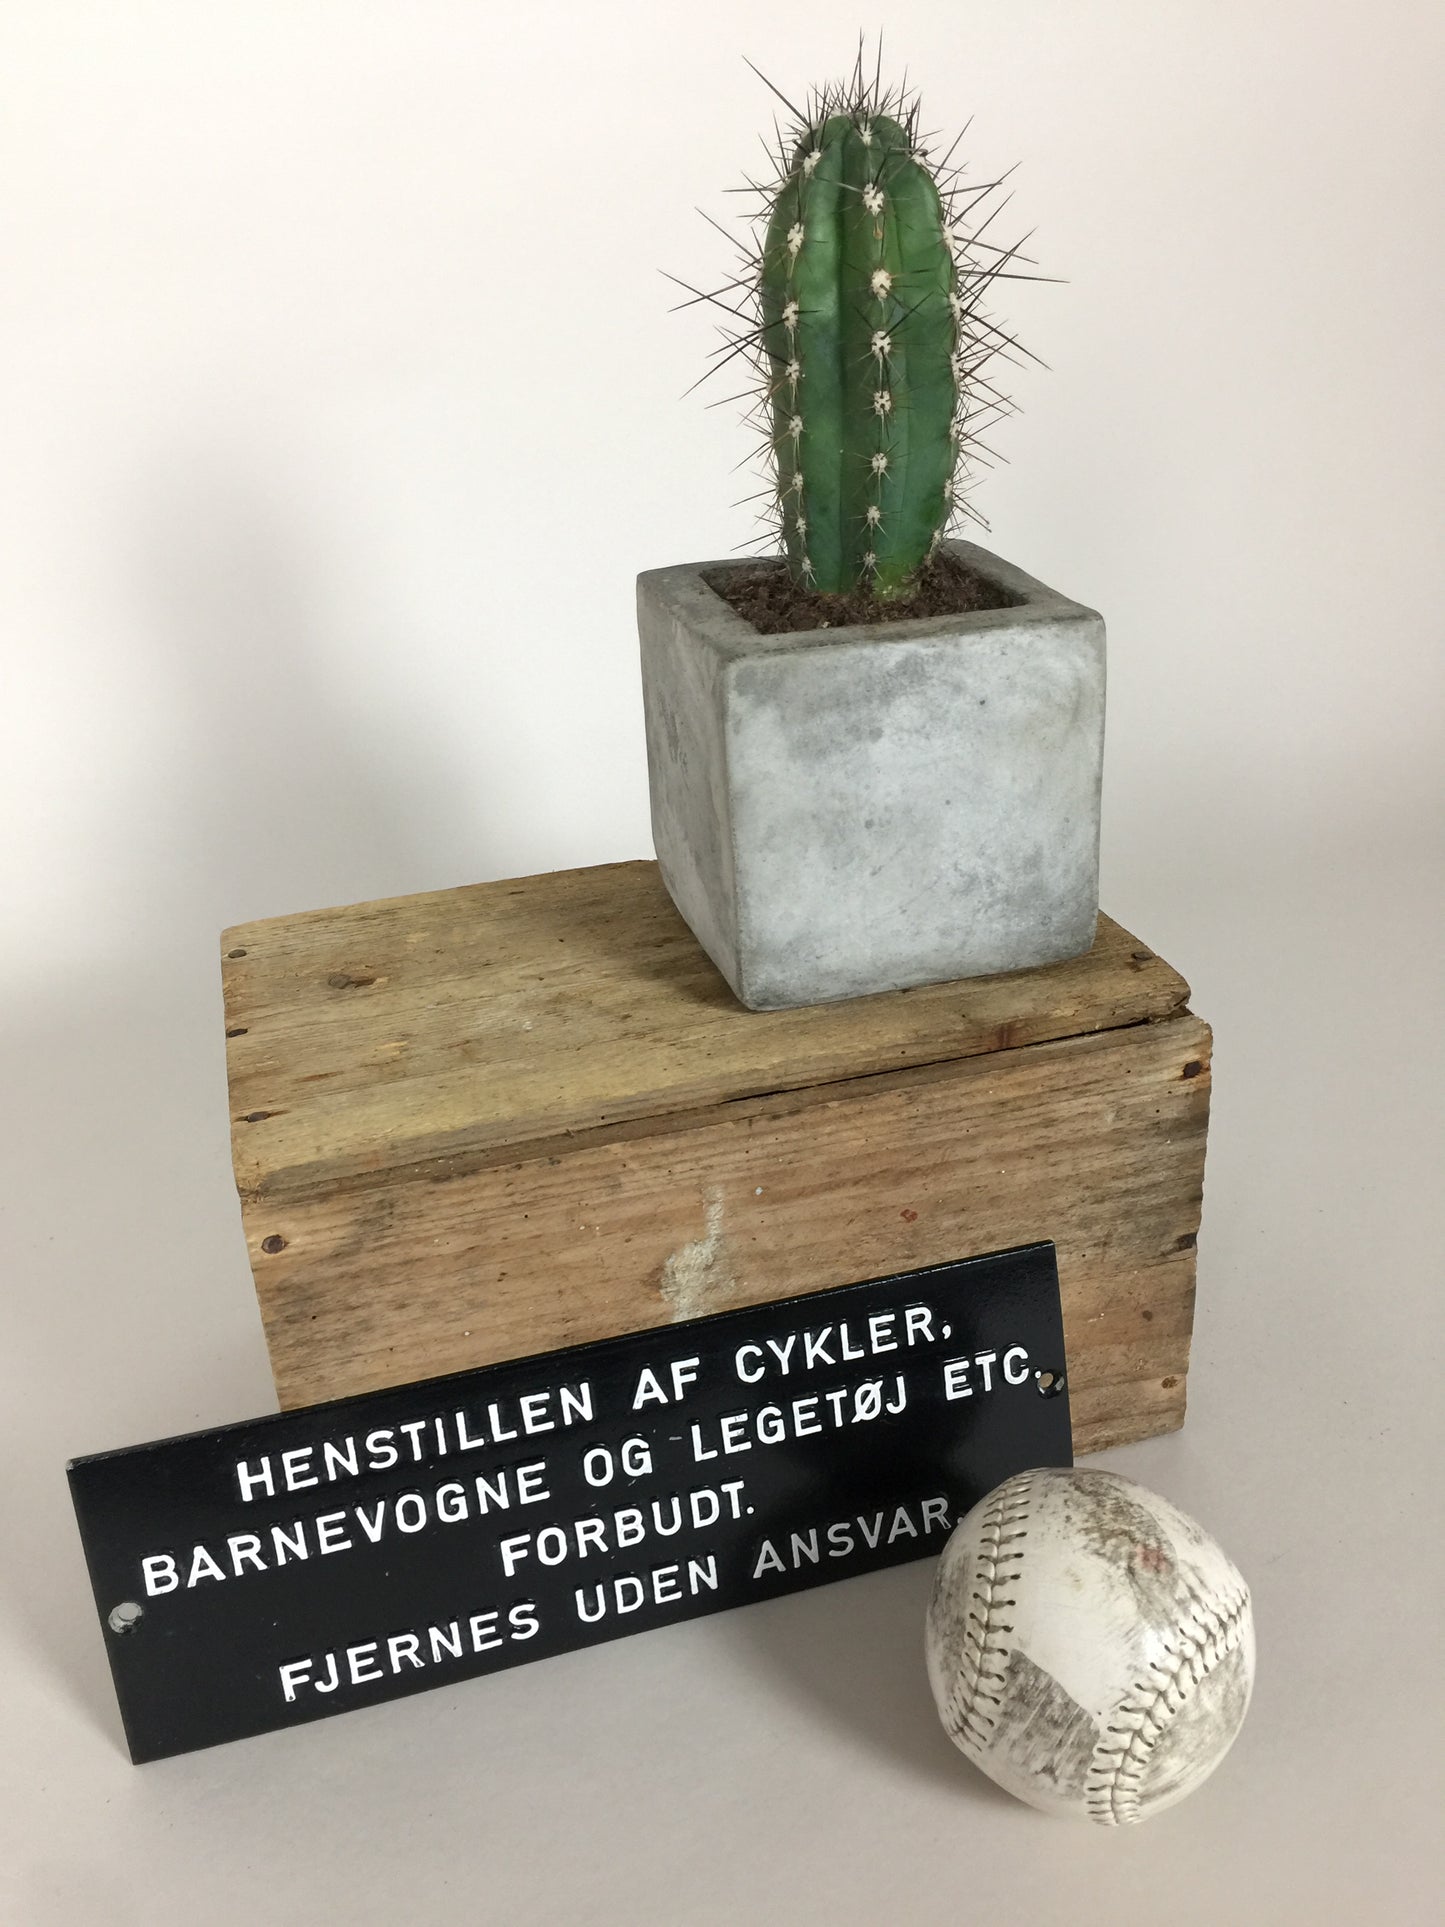 HENSTILLEN AF CYKLER,
BARNEVOGNE OG LEGETØJ ETC.
FORBUDT.
FJERNES UDEN ANSVAR.